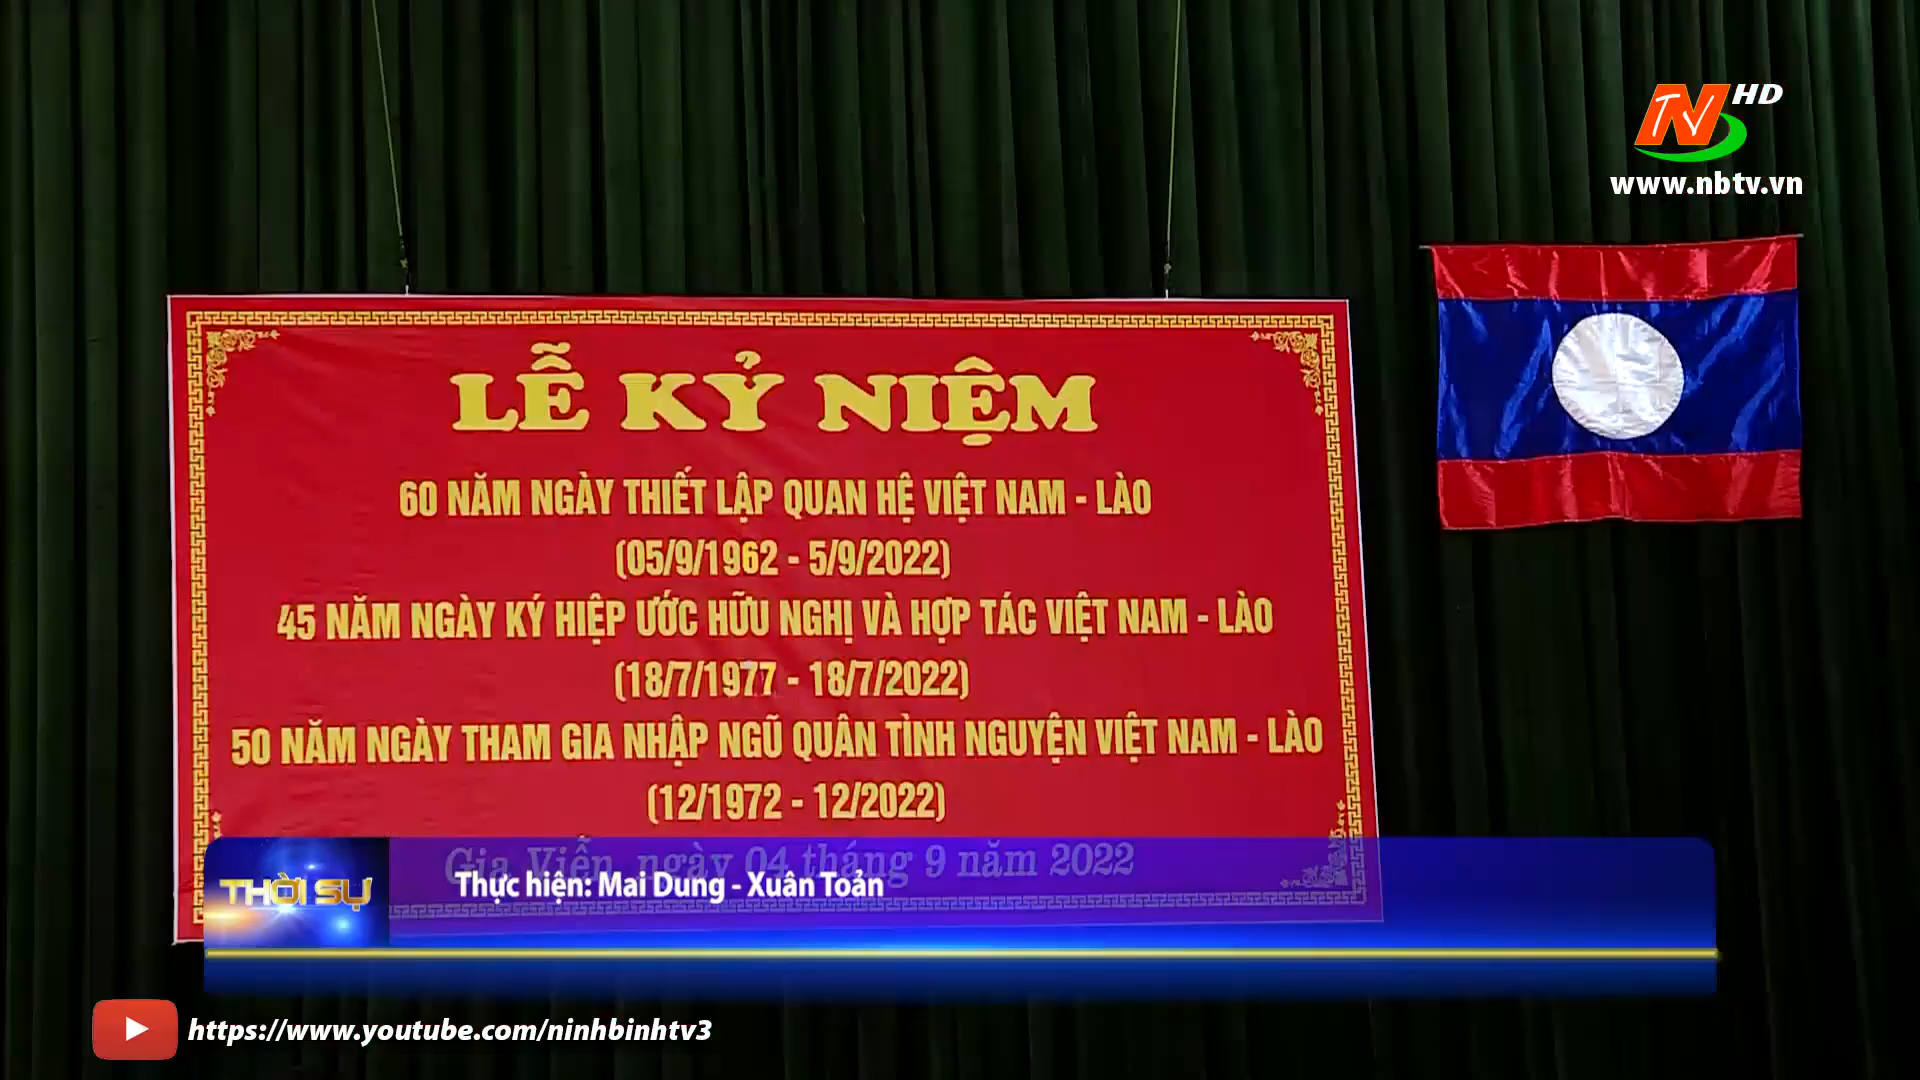 HD
www.nbtv.vn
LỄ KỶ NIỆM
60 NĂM NGÀY THIẾT LẬP QUAN HỆ VIỆT NAM - LÀO
(05/9/1962 - 5/9/2022)
45 NĂM NGÀY KÝ HIỆP ƯỚC HỮU NGHỊ VÀ HỢP TÁC VIỆT NAM - LÀO
(18/7/1977 - 18/7/2022)
50 NĂM NGÀY THAM GIA NHẬP NGŨ QUÂN TÌNH NGUYỆN VIỆT NAM - LÀO
(12/1972 - 12/2022)
Gia Viễn, ngày 04 tháng 9 năm 2022
THỜI SỰ
Thực hiện: Mai Dung - Xuân Toản
https://www.youtube.com/ninhbinhtv3